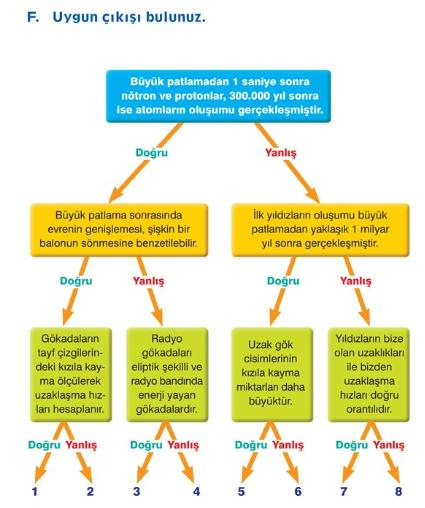 F. Uygun çıkışı bulunuz.
Büyük patlamadan 1 saniye sonra
nötron ve protonlar, 300.000 yıl sonra
ise atomların oluşumu gerçekleşmiştir.
Doğru
Yanlış
Büyük patlama sonrasında
evrenin genişlemesi, şişkin bir
balonun sönmesine benzetilebilir.
İlk yıldızların oluşumu büyük
patlamadan yaklaşık 1 milyar
yıl sonra gerçekleşmiştir.
Doğru
Yanlış
Doğru
Yanlış
Gökadaların
tayf çizgilerin-
deki kızıla kay-
ma ölçülerek
uzaklaşma hız-
ları hesaplanır.
Radyo
gökadaları
eliptik şekilli ve
radyo bandında
enerji yayan
gökadalardır.
Uzak gök
cisimlerinin
kızıla kayma
miktarları daha
büyüktür.
Yıldızların bize
olan uzaklıkları
ile bizden
uzaklaşma
hızları doğru
orantılıdır.
Doğru Yanlış
Doğru Yanlış
Doğru Yanlış
Doğru Yanlış
1 2 3 4 5 6 7 8